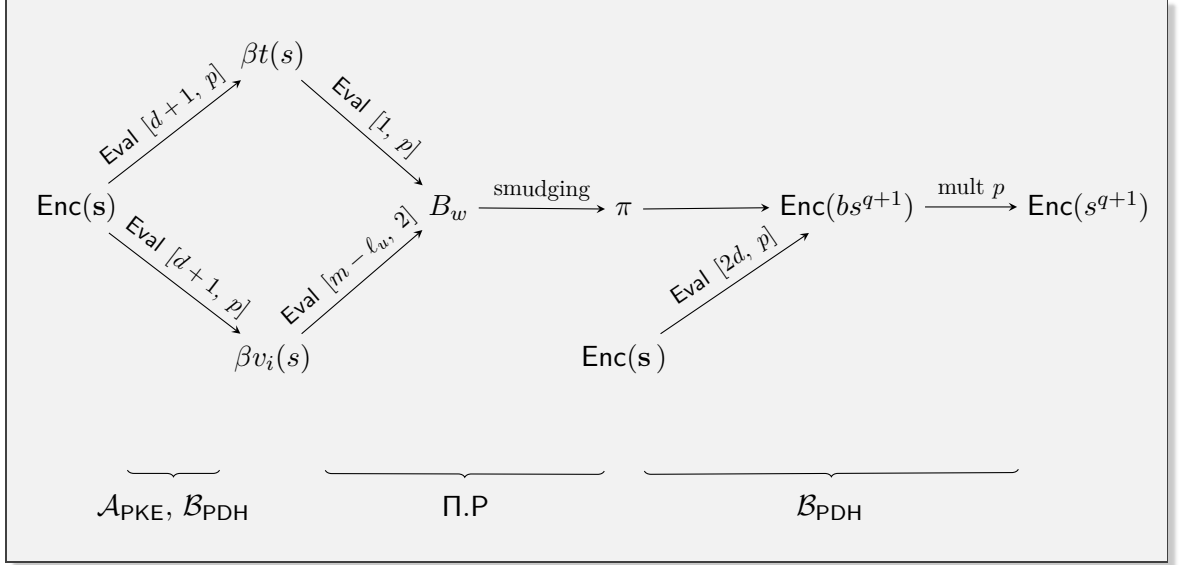 βt(s)
Eval [d + 1, p]
Eval [1, p]
Enc(s)
B_w
smudging
π
Enc(bs^{q+1})
mult p
Enc(s^{q+1})
Eval [d + 1, p]
Eval [m − ℓ_u, 2]
Eval [2d, p]
βv_i(s)
Enc(s )
𝒜_PKE, ℬ_PDH
Π.P
ℬ_PDH